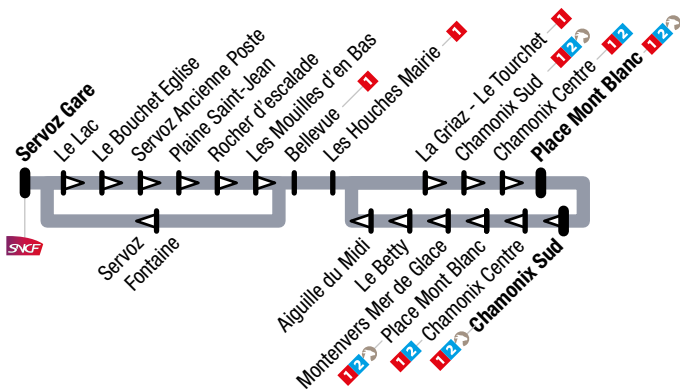 Servoz Gare
Le Lac
Le Bouchet Eglise
Servoz Ancienne Poste
Plaine Saint-Jean
Rocher d'escalade
Les Mouilles d'en Bas
Bellevue
1
Les Houches Mairie
1
La Griaz - Le Tourchet
1
Chamonix Sud
1 2
Chamonix Centre
1 2
Place Mont Blanc
1 2
SNCF
Servoz
Fontaine
Aiguille du Midi
Le Betty
Montenvers Mer de Glace
1 2
Place Mont Blanc
1 2
Chamonix Centre
1 2
Chamonix Sud